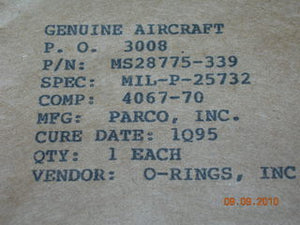 GENUINE AIRCRAFT
P. O. 3008
P/N: MS28775-339
SPEC: MIL-P-25732
COMP: 4067-70
MFG: PARCO, INC.
CURE DATE: 1Q95
QTY: 1 EACH
VENDOR: O-RINGS, INC
09.09.2010